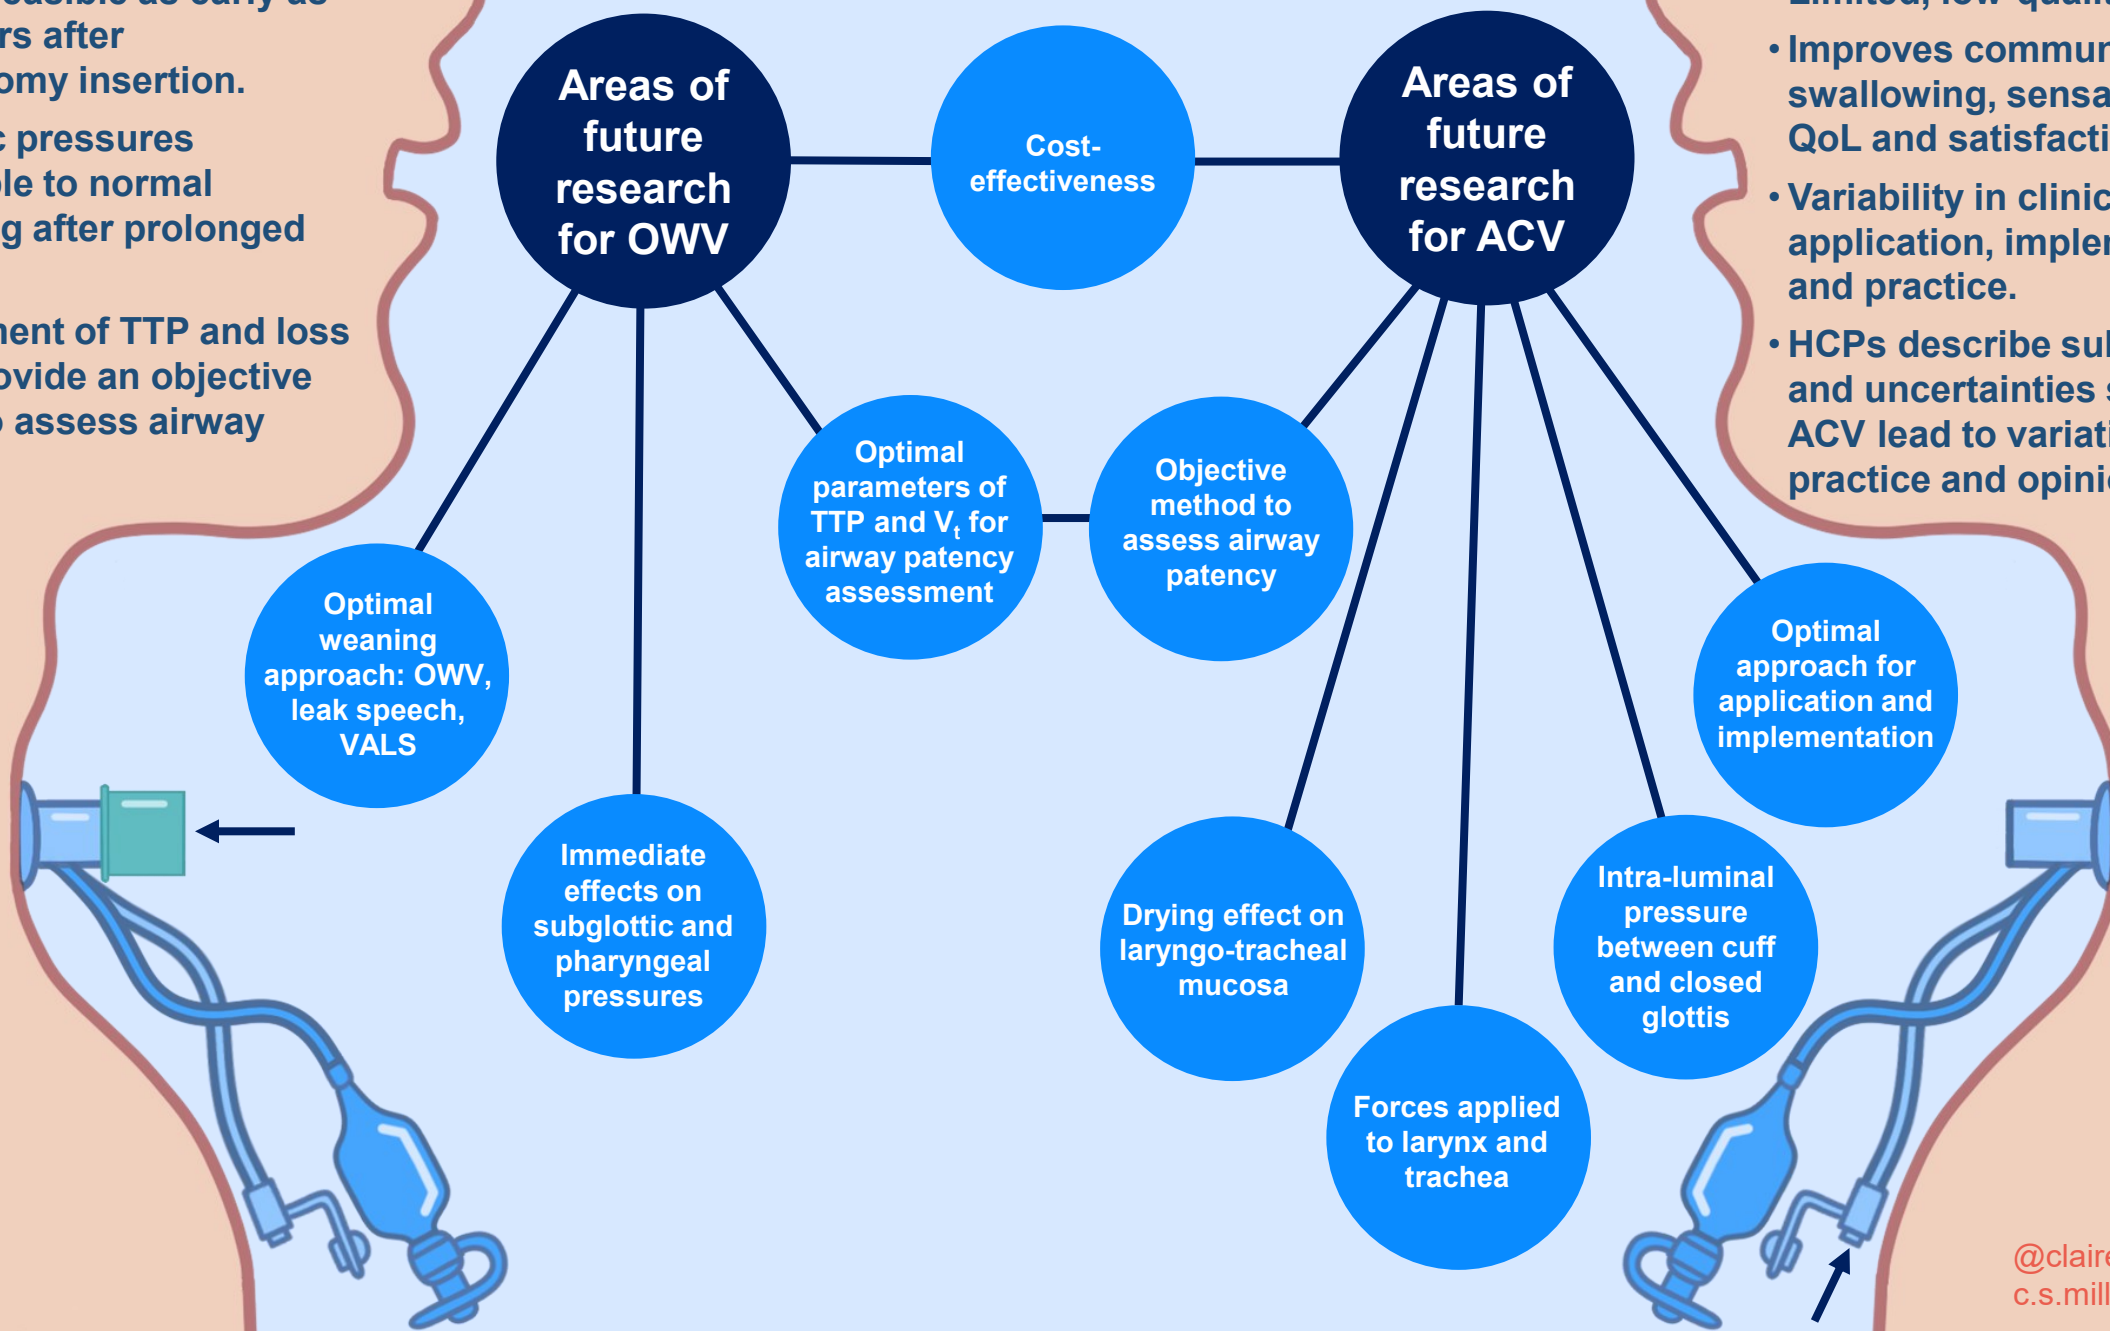 rs after
omy insertion.
c pressures
ble to normal
g after prolonged
ment of TTP and loss
ovide an objective
o assess airway
Areas of
future
research
for OWV
Cost-
effectiveness
Areas of
future
research
for ACV
Optimal
parameters of
TTP and Vt for
airway patency
assessment
Objective
method to
assess airway
patency
Optimal
weaning
approach: OWV,
leak speech,
VALS
Immediate
effects on
subglottic and
pharyngeal
pressures
Optimal
approach for
application and
implementation
Drying effect on
laryngo-tracheal
mucosa
Intra-luminal
pressure
between cuff
and closed
glottis
Forces applied
to larynx and
trachea
• Improves commun
swallowing, sensa
QoL and satisfacti
• Variability in clinic
application, imple
and practice.
• HCPs describe sul
and uncertainties
ACV lead to variati
practice and opini
@claire
c.s.mill